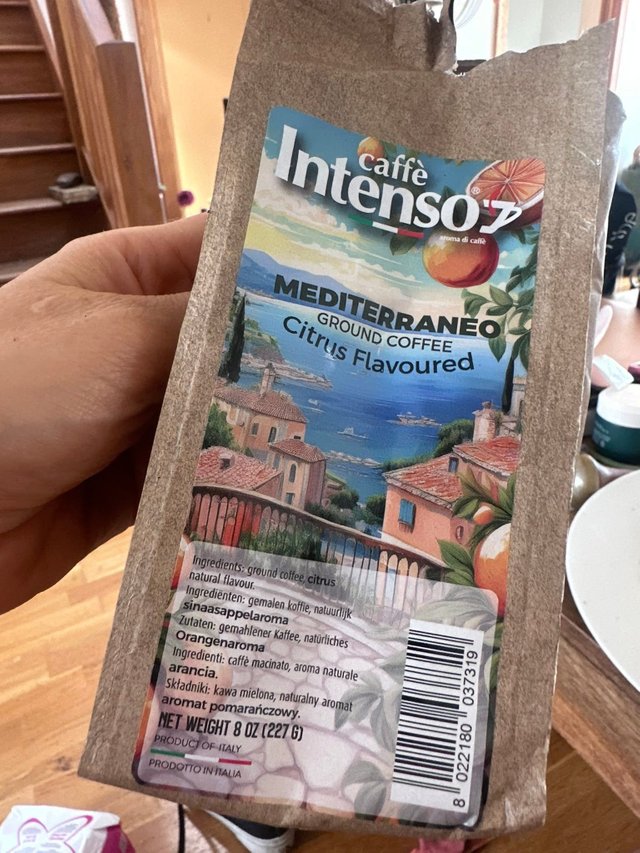 caffè
Intenso®
aroma di caffè
MEDITERRANEO
GROUND COFFEE
Citrus Flavoured
Ingredients: ground coffee, citrus
natural flavour.
Ingrediënten: gemalen koffie, natuurlijk
sinaasappelaroma
Zutaten: gemahlener Kaffee, natürliches
Orangenaroma
Ingredienti: caffè macinato, aroma naturale
arancia.
Składniki: kawa mielona, naturalny aromat
aromat pomarańczowy.
NET WEIGHT 8 OZ (227 G)
PRODUCT OF ITALY
PRODOTTO IN ITALIA
8 022180 037319